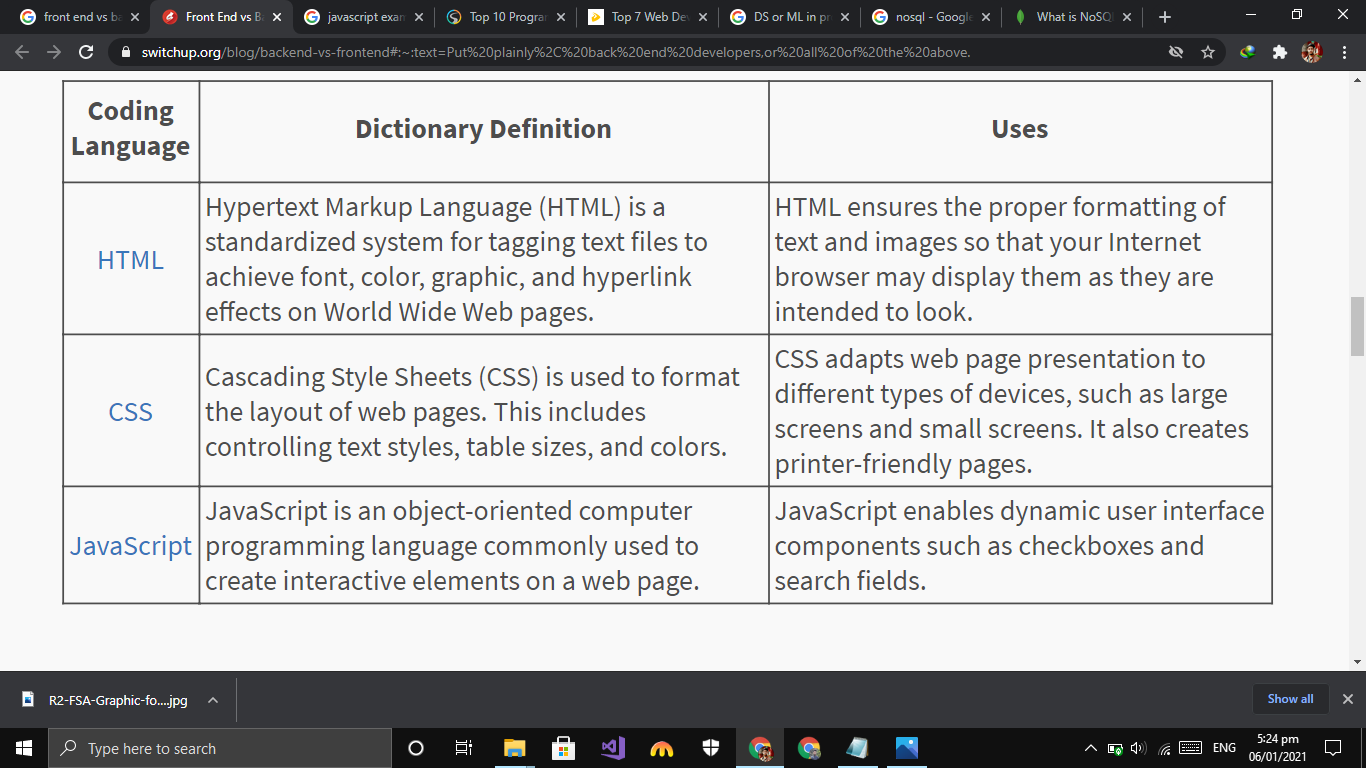 front end vs ba
Front End vs B
javascript exam
Top 10 Progra
Top 7 Web De
DS or ML in p
nosql - Google
What is NoSQ
switchup.org/blog/backend-vs-frontend#:~:text=Put%20plainly%2C%20back%20end%20developers,or%20all%20of%20the%20above.
Coding
Language
Dictionary Definition
Uses
HTML
Hypertext Markup Language (HTML) is a
standardized system for tagging text files to
achieve font, color, graphic, and hyperlink
effects on World Wide Web pages.
HTML ensures the proper formatting of
text and images so that your Internet
browser may display them as they are
intended to look.
CSS
Cascading Style Sheets (CSS) is used to format
the layout of web pages. This includes
controlling text styles, table sizes, and colors.
CSS adapts web page presentation to
different types of devices, such as large
screens and small screens. It also creates
printer-friendly pages.
JavaScript
JavaScript is an object-oriented computer
programming language commonly used to
create interactive elements on a web page.
JavaScript enables dynamic user interface
components such as checkboxes and
search fields.
R2-FSA-Graphic-fo....jpg
Show all
Type here to search
ENG
5:24 pm
06/01/2021